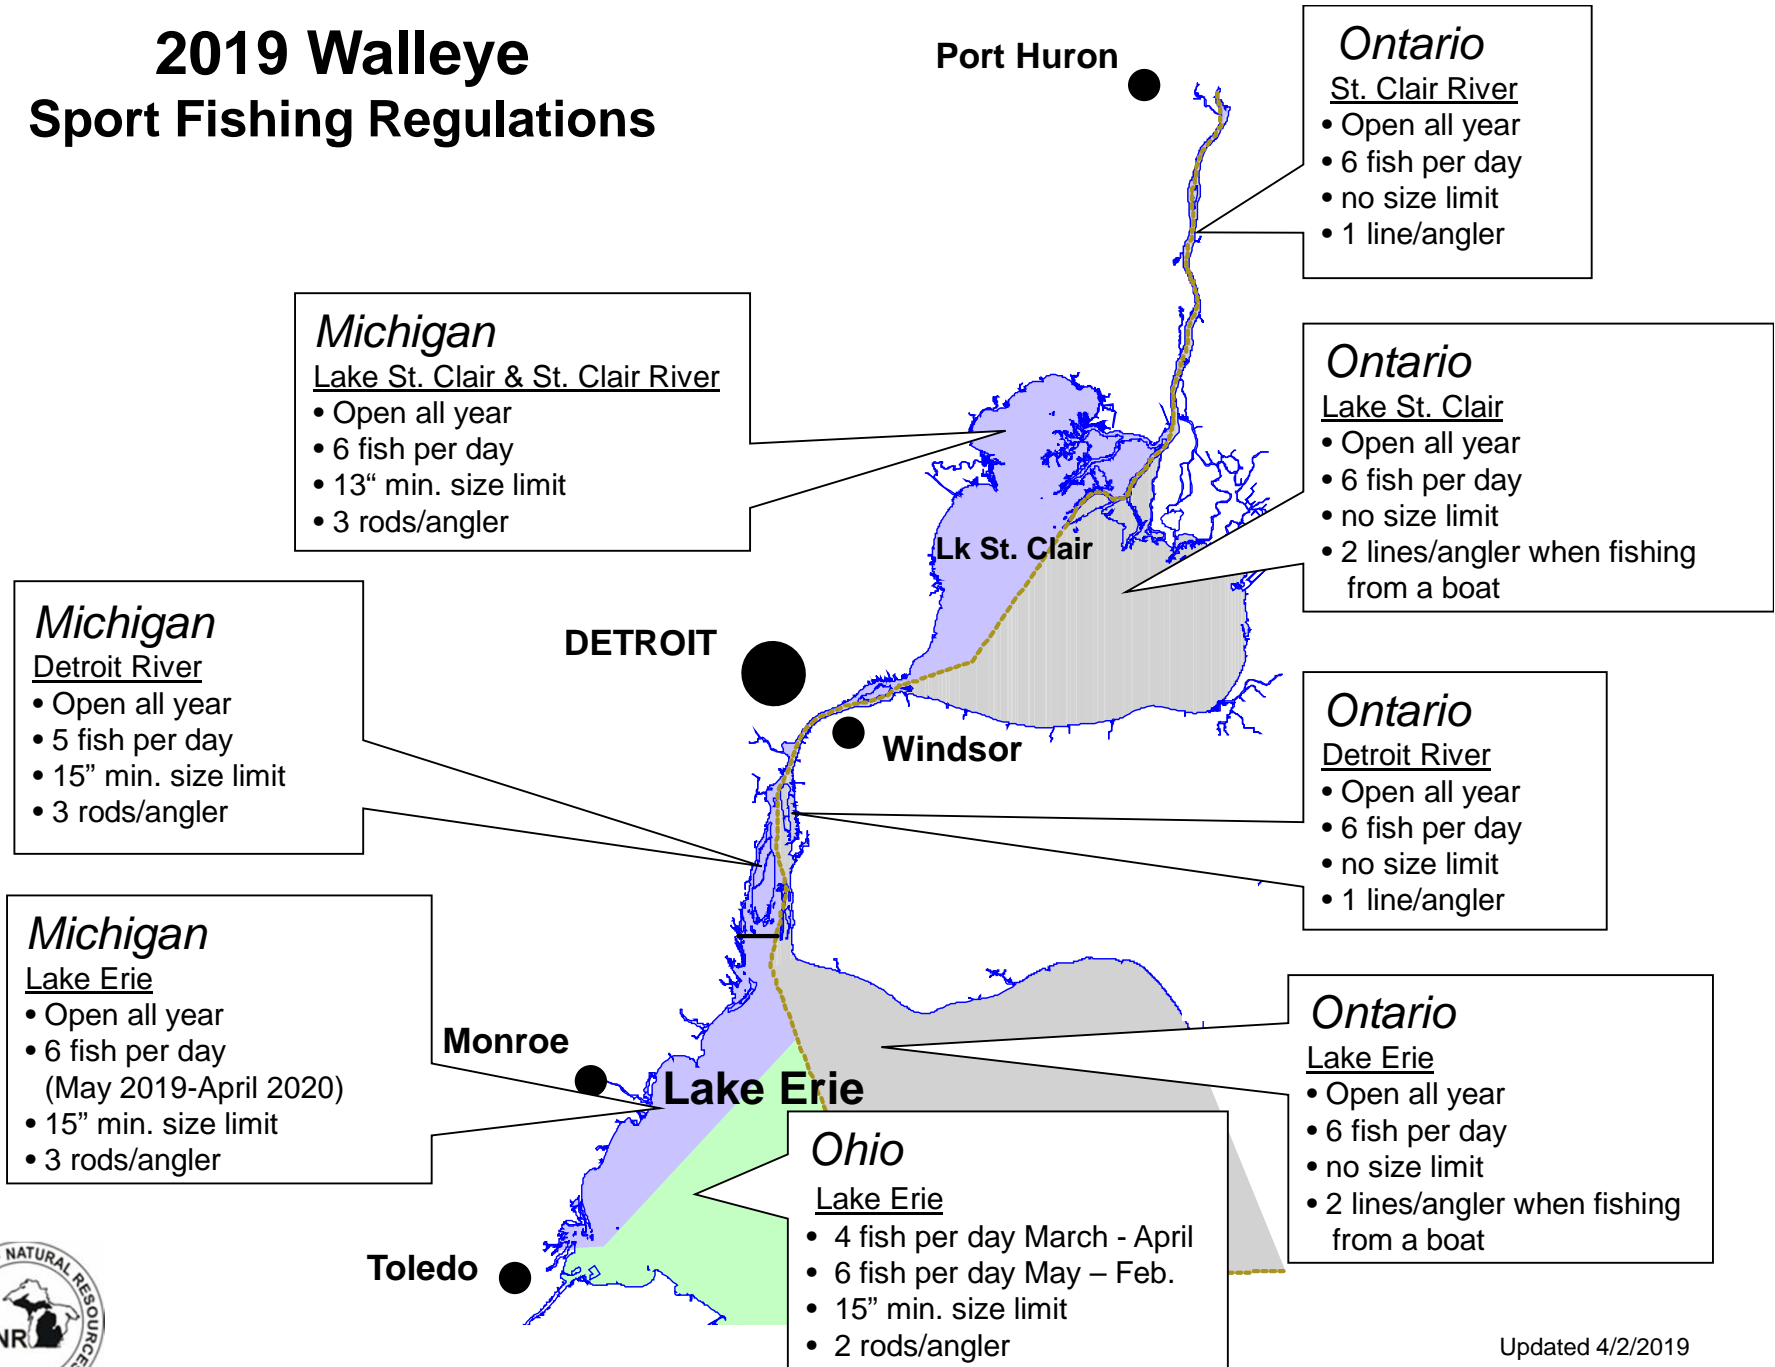 2019 Walleye
Sport Fishing Regulations
Port Huron
Ontario
St. Clair River
• Open all year
• 6 fish per day
• no size limit
• 1 line/angler
Michigan
Lake St. Clair & St. Clair River
• Open all year
• 6 fish per day
• 13“ min. size limit
• 3 rods/angler
Ontario
Lake St. Clair
• Open all year
• 6 fish per day
• no size limit
• 2 lines/angler when fishing
from a boat
Lk St. Clair
Michigan
Detroit River
• Open all year
• 5 fish per day
• 15” min. size limit
• 3 rods/angler
DETROIT
Windsor
Ontario
Detroit River
• Open all year
• 6 fish per day
• no size limit
• 1 line/angler
Michigan
Lake Erie
• Open all year
• 6 fish per day
(May 2019-April 2020)
• 15” min. size limit
• 3 rods/angler
Monroe
Lake Erie
Ontario
Lake Erie
• Open all year
• 6 fish per day
• no size limit
• 2 lines/angler when fishing
from a boat
Ohio
Lake Erie
• 4 fish per day March - April
• 6 fish per day May – Feb.
• 15” min. size limit
• 2 rods/angler
Toledo
NATURAL RESOURCES
NR
Updated 4/2/2019